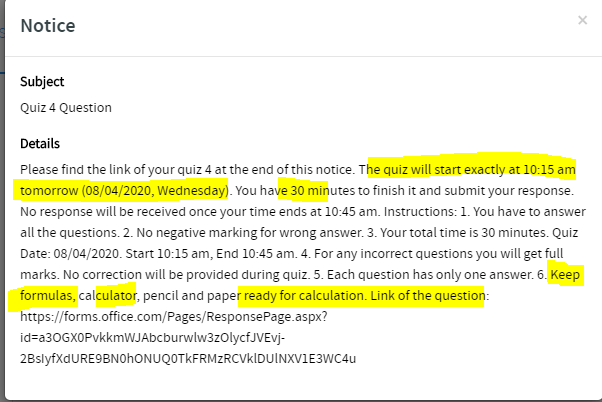 Notice
×
Subject
Quiz 4 Question
Details
Please find the link of your quiz 4 at the end of this notice. The quiz will start exactly at 10:15 am
tomorrow (08/04/2020, Wednesday). You have 30 minutes to finish it and submit your response.
No response will be received once your time ends at 10:45 am. Instructions: 1. You have to answer
all the questions. 2. No negative marking for wrong answer. 3. Your total time is 30 minutes. Quiz
Date: 08/04/2020. Start 10:15 am, End 10:45 am. 4. For any incorrect questions you will get full
marks. No correction will be provided during quiz. 5. Each question has only one answer. 6. Keep
formulas, calculator, pencil and paper ready for calculation. Link of the question:
https://forms.office.com/Pages/ResponsePage.aspx?
id=a3OGX0PvkkmWJAbcburwlw3zOlycfJVEvj-
2BsIyfXdURE9BN0hONUQ0TkFRMzRCVklDUlNXV1E3WC4u